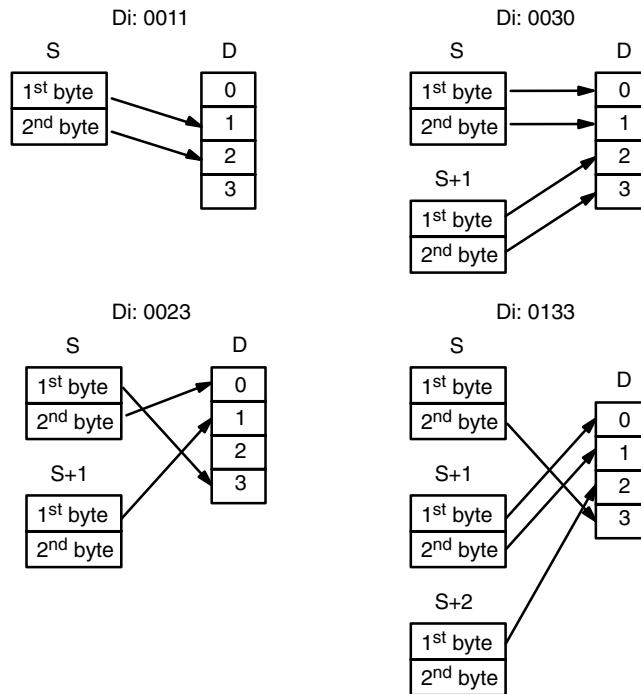 Di: 0011
S
D
1st byte
2nd byte
0
1
2
3
Di: 0030
S
D
1st byte
2nd byte
S+1
1st byte
2nd byte
0
1
2
3
Di: 0023
S
D
1st byte
2nd byte
S+1
1st byte
2nd byte
0
1
2
3
Di: 0133
S
D
1st byte
2nd byte
S+1
1st byte
2nd byte
S+2
1st byte
2nd byte
0
1
2
3